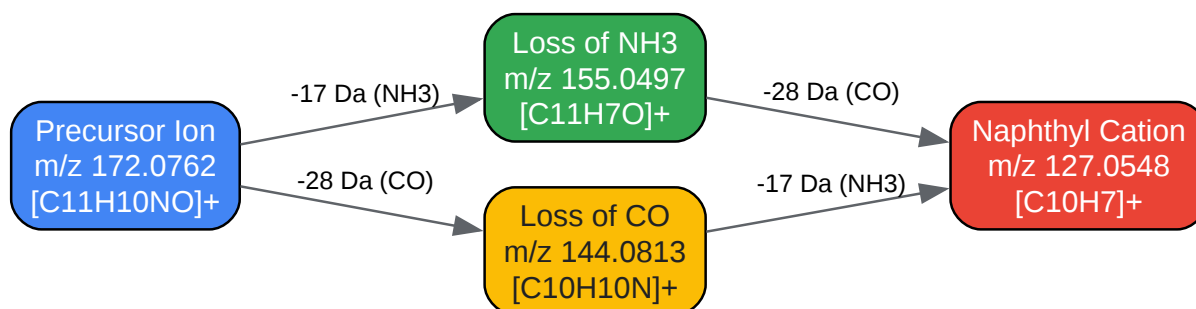 Precursor Ion
m/z 172.0762
[C11H10NO]+
-17 Da (NH3)
-28 Da (CO)
Loss of NH3
m/z 155.0497
[C11H7O]+
Loss of CO
m/z 144.0813
[C10H10N]+
-28 Da (CO)
-17 Da (NH3)
Naphthyl Cation
m/z 127.0548
[C10H7]+